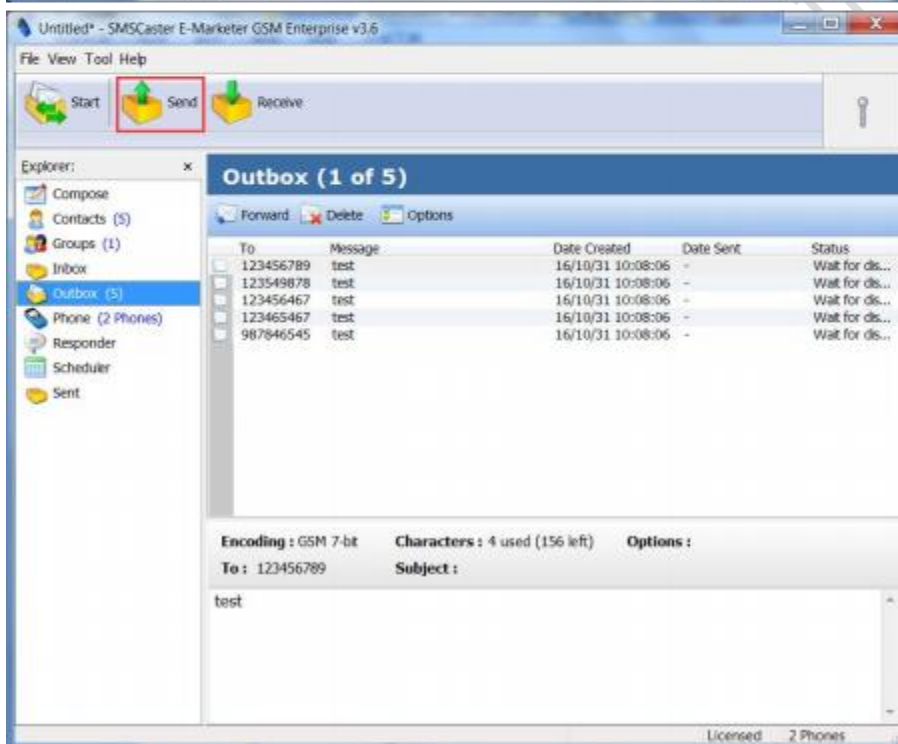 Untitled* - SMSCaster E-Marketer GSM Enterprise v3.6
File View Tool Help
Start Send Receive
Explorer: x
Compose
Contacts (5)
Groups (1)
Inbox
Outbox (5)
Phone (2 Phones)
Responder
Scheduler
Sent
Outbox (1 of 5)
Forward Delete Options
To Message Date Created Date Sent Status
123456789 test 16/10/31 10:08:06 - Wait for dis...
123549878 test 16/10/31 10:08:06 - Wait for dis...
123456467 test 16/10/31 10:08:06 - Wait for dis...
123465467 test 16/10/31 10:08:06 - Wait for dis...
987846545 test 16/10/31 10:08:06 - Wait for dis...
Encoding : GSM 7-bit Characters : 4 used (156 left) Options :
To : 123456789 Subject :
test
Licensed 2 Phones